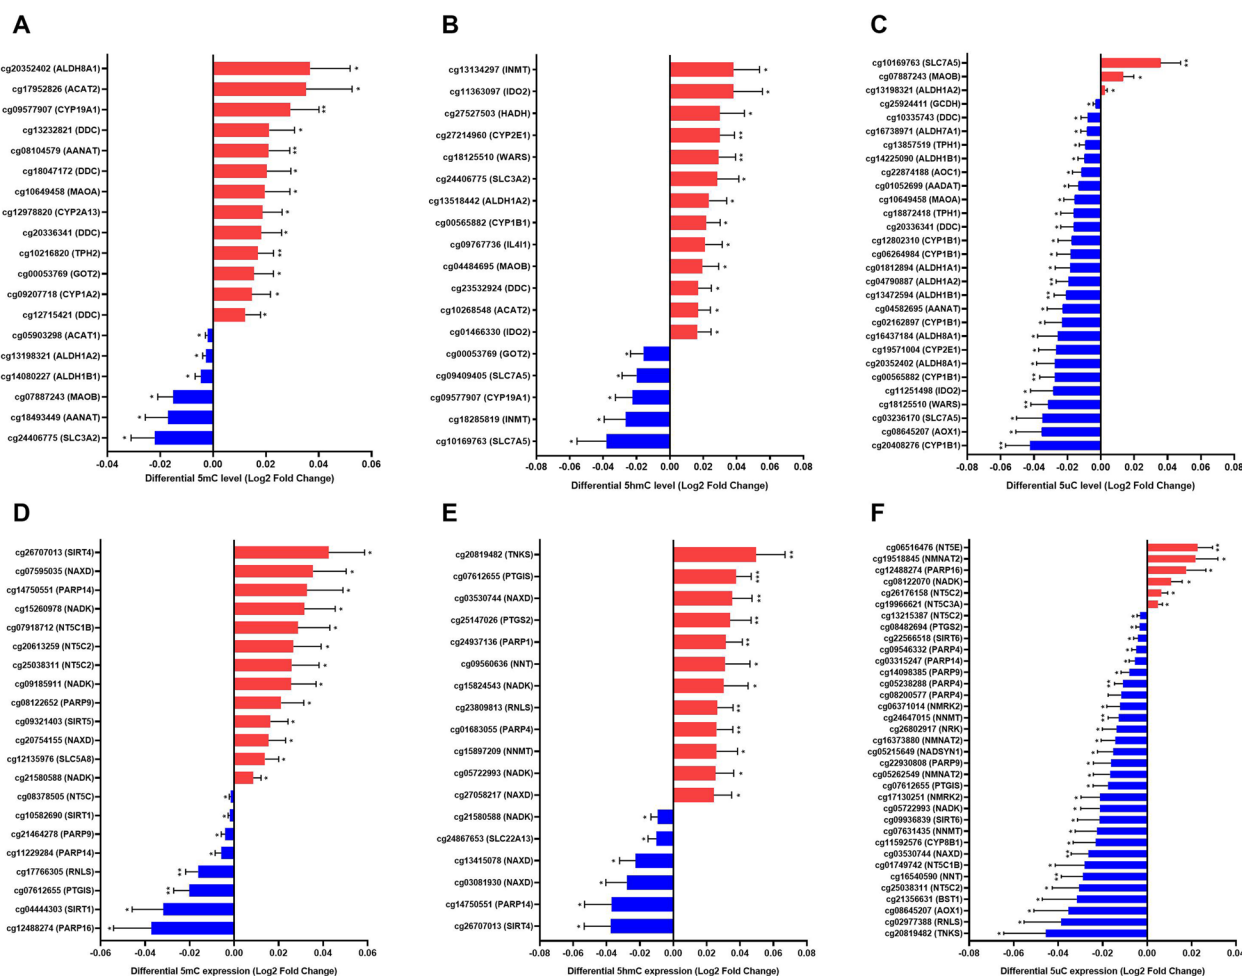 A
cg20352402 (ALDH8A1)
cg17952826 (ACAT2)
cg09577907 (CYP19A1)
cg13232821 (DDC)
cg08104579 (AANAT)
cg18047172 (DDC)
cg10649458 (MAOA)
cg12978820 (CYP2A13)
cg20336341 (DDC)
cg10216820 (TPH2)
cg00053769 (GOT2)
cg09207718 (CYP1A2)
cg12715421 (DDC)
cg05903298 (ACAT1)
cg13198321 (ALDH1A2)
cg14080227 (ALDH1B1)
cg07887243 (MAOB)
cg18493449 (AANAT)
cg24406775 (SLC3A2)
-0.04 -0.02 0.00 0.02 0.04 0.06
Differential 5mC level (Log2 Fold Change)
B
cg13134297 (INMT)
cg11363097 (IDO2)
cg27527503 (HADH)
cg27214960 (CYP2E1)
cg18125510 (WARS)
cg24406775 (SLC3A2)
cg13518442 (ALDH1A2)
cg00565882 (CYP1B1)
cg09767736 (IL4I1)
cg04484695 (MAOB)
cg23532924 (DDC)
cg10268548 (ACAT2)
cg01466330 (IDO2)
cg00053769 (GOT2)
cg09409405 (SLC7A5)
cg09577907 (CYP19A1)
cg18285819 (INMT)
cg10169763 (SLC7A5)
-0.08 -0.06 -0.04 -0.02 0.00 0.02 0.04 0.06 0.08
Differential 5hmC level (Log2 Fold Change)
C
cg10169763 (SLC7A5)
cg07887243 (MAOB)
cg13198321 (ALDH1A2)
cg25924411 (GCDH)
cg10335743 (DDC)
cg16738971 (ALDH7A1)
cg13857519 (TPH1)
cg14225090 (ALDH1B1)
cg22874188 (AOC1)
cg01052699 (AADAT)
cg10649458 (MAOA)
cg18872418 (TPH1)
cg20336341 (DDC)
cg12802310 (CYP1B1)
cg06264984 (CYP1B1)
cg01812894 (ALDH1A1)
cg04790887 (ALDH1A2)
cg13472594 (ALDH1B1)
cg04582695 (AANAT)
cg02162897 (CYP1B1)
cg16437184 (ALDH8A1)
cg19571004 (CYP2E1)
cg20352402 (ALDH8A1)
cg00565882 (CYP1B1)
cg11251498 (IDO2)
cg18125510 (WARS)
cg03236170 (SLC7A5)
cg08645207 (AOX1)
cg20408276 (CYP1B1)
-0.08 -0.06 -0.04 -0.02 0.00 0.02 0.04 0.06 0.08
Differential 5uC level (Log2 Fold Change)
D
cg26707013 (SIRT4)
cg07595035 (NAXD)
cg14750551 (PARP14)
cg15260978 (NADK)
cg07918712 (NT5C1B)
cg20613259 (NT5C2)
cg25038311 (NT5C2)
cg09185911 (NADK)
cg08122652 (PARP9)
cg09321403 (SIRT5)
cg20754155 (NAXD)
cg12135976 (SLC5A8)
cg21580588 (NADK)
cg08378505 (NT5C)
cg10582690 (SIRT1)
cg21464278 (PARP9)
cg11229284 (PARP14)
cg17766305 (RNLS)
cg07612655 (PTGIS)
cg04444303 (SIRT1)
cg12488274 (PARP16)
-0.06 -0.04 -0.02 0.00 0.02 0.04 0.06
Differential 5mC expression (Log2 Fold Change)
E
cg20819482 (TNKS)
cg07612655 (PTGIS)
cg03530744 (NAXD)
cg25147026 (PTGS2)
cg24937136 (PARP1)
cg09560636 (NNT)
cg15824543 (NADK)
cg23809813 (RNLS)
cg01683055 (PARP4)
cg15897209 (NNMT)
cg05722993 (NADK)
cg27058217 (NAXD)
cg21580588 (NADK)
cg24867653 (SLC22A13)
cg13415078 (NAXD)
cg03081930 (NAXD)
cg14750551 (PARP14)
cg26707013 (SIRT4)
-0.08 -0.06 -0.04 -0.02 0.00 0.02 0.04 0.06 0.08
Differential 5hmC expression (Log2 Fold Change)
F
cg06516476 (NT5E)
cg19518845 (NMNAT2)
cg12488274 (PARP16)
cg08122070 (NADK)
cg26176158 (NT5C2)
cg19966621 (NT5C3A)
cg13215387 (NT5C2)
cg08482694 (PTGS2)
cg22566518 (SIRT6)
cg09546332 (PARP4)
cg03315247 (PARP14)
cg14098385 (PARP9)
cg05238288 (PARP4)
cg08200577 (PARP4)
cg06371014 (NMRK2)
cg24647015 (NNMT)
cg26802917 (NRK)
cg16373880 (NMNAT2)
cg05215649 (NADSYN1)
cg22930808 (PARP9)
cg05262549 (NMNAT2)
cg07612655 (PTGIS)
cg17130251 (NMRK2)
cg05722993 (NADK)
cg09936839 (SIRT6)
cg07631435 (NNMT)
cg11592576 (CYP8B1)
cg03530744 (NAXD)
cg01749742 (NT5C1B)
cg16540590 (NNT)
cg25038311 (NT5C2)
cg21356631 (BST1)
cg08645207 (AOX1)
cg02977388 (RNLS)
cg20819482 (TNKS)
-0.08 -0.06 -0.04 -0.02 0.00 0.02 0.04
Differential 5uC expression (Log2 Fold Change)